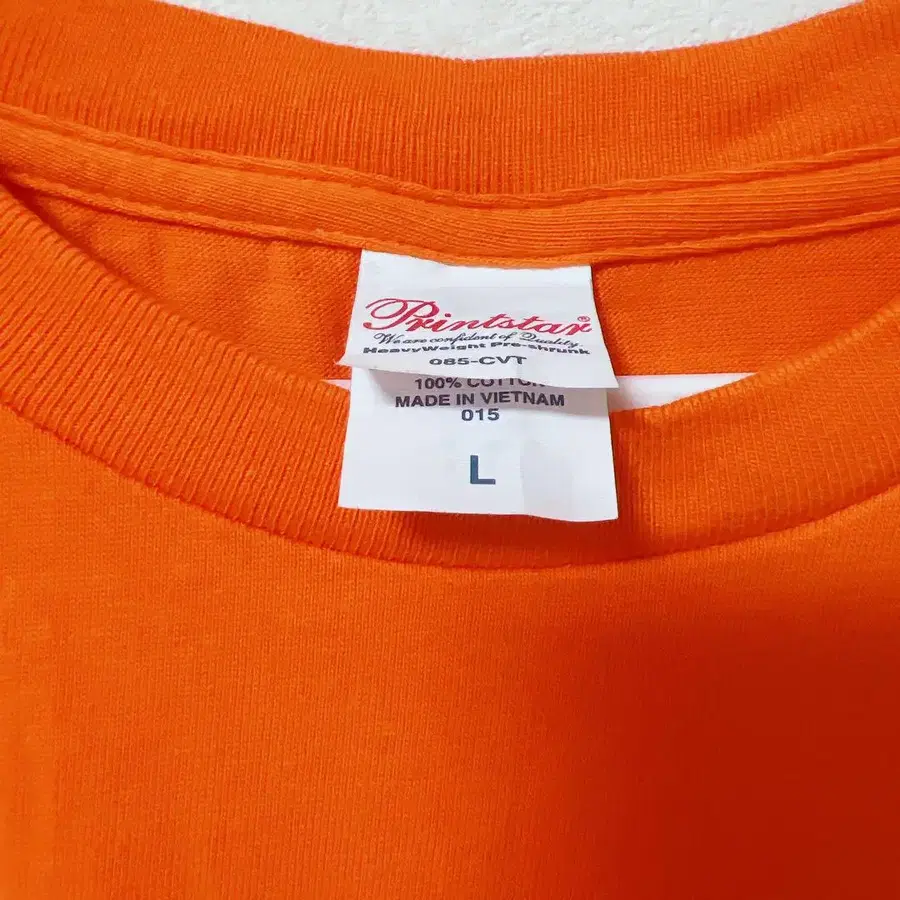 Printstar®
We are confident of Quality.
HeavyWeight Pre-shrunk
085-CVT
100% COTTON
MADE IN VIETNAM
015
L